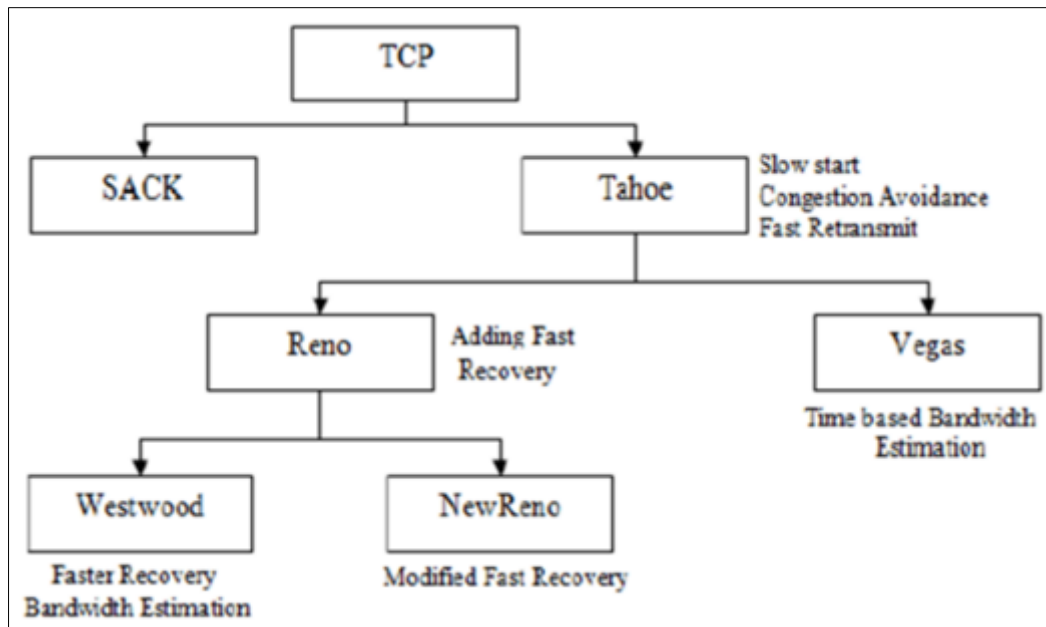 TCP
SACK
Tahoe
Slow start
Congestion Avoidance
Fast Retransmit
Reno
Adding Fast
Recovery
Vegas
Time based Bandwidth
Estimation
Westwood
NewReno
Faster Recovery
Bandwidth Estimation
Modified Fast Recovery